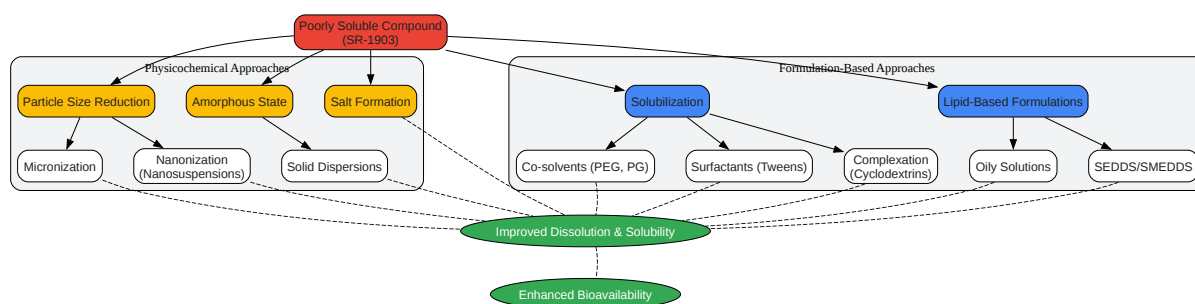 Poorly Soluble Compound
(SR-1903)
Physicochemical Approaches
Formulation-Based Approaches
Particle Size Reduction
Amorphous State
Salt Formation
Solubilization
Lipid-Based Formulations
Micronization
Nanonization
(Nanosuspensions)
Solid Dispersions
Co-solvents (PEG, PG)
Surfactants (Tweens)
Complexation
(Cyclodextrins)
Oily Solutions
SEDDS/SMEDDS
Improved Dissolution & Solubility
Enhanced Bioavailability